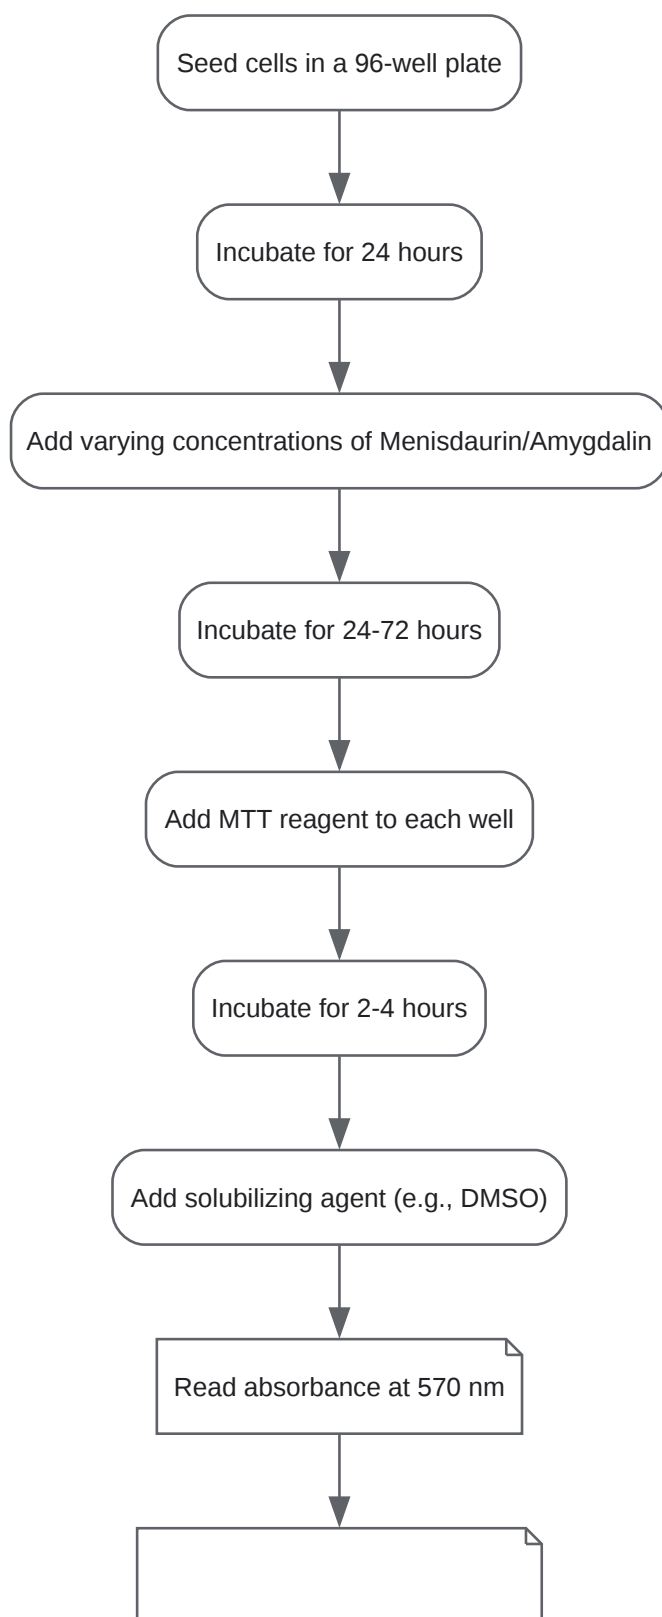 Seed cells in a 96-well plate
Incubate for 24 hours
Add varying concentrations of Menisdaurin/Amygdalin
Incubate for 24-72 hours
Add MTT reagent to each well
Incubate for 2-4 hours
Add solubilizing agent (e.g., DMSO)
Read absorbance at 570 nm